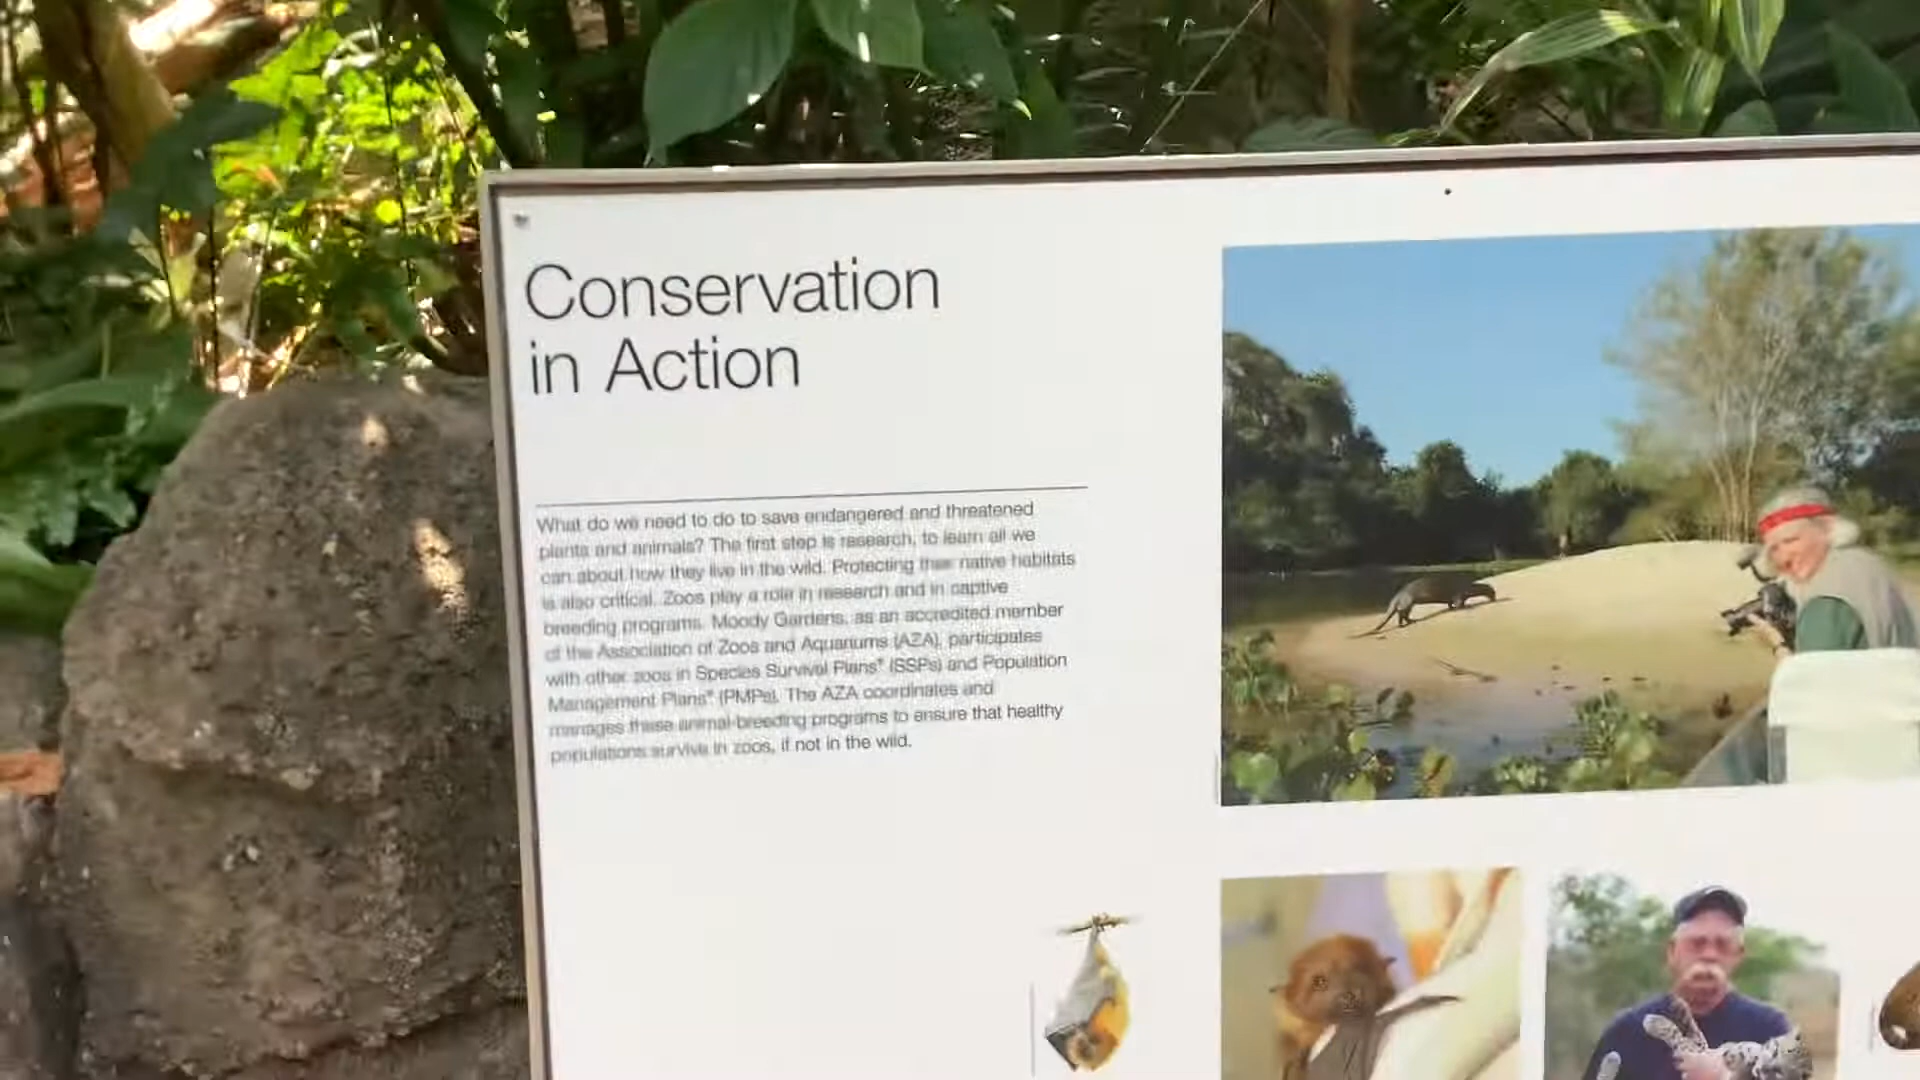 Conservation
in Action
What do we need to do to save endangered and threatened
plants and animals? The first step is research, to learn all we
can about how they live in the wild. Protecting their native habitats
is also critical. Zoos play a role in research and in captive
breeding programs. Moody Gardens, as an accredited member
of the Association of Zoos and Aquariums (AZA), participates
with other zoos in Species Survival Plans® (SSPs) and Population
Management Plans® (PMPs). The AZA coordinates and
manages these animal-breeding programs to ensure that healthy
populations survive in zoos, if not in the wild.